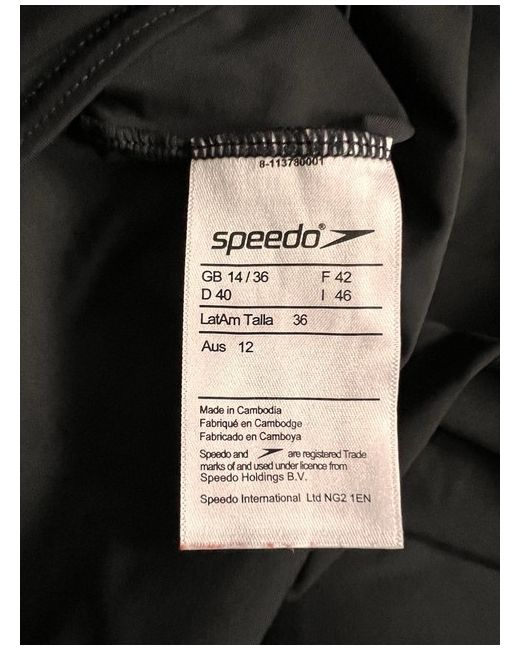 8-113780001
speedo
GB 14/36 F 42
D 40 I 46
LatAm Talla 36
Aus 12
Made in Cambodia
Fabriqué en Cambodge
Fabricado en Camboya
Speedo and are registered Trade
marks of and used under licence from
Speedo Holdings B.V.
Speedo International Ltd NG2 1EN